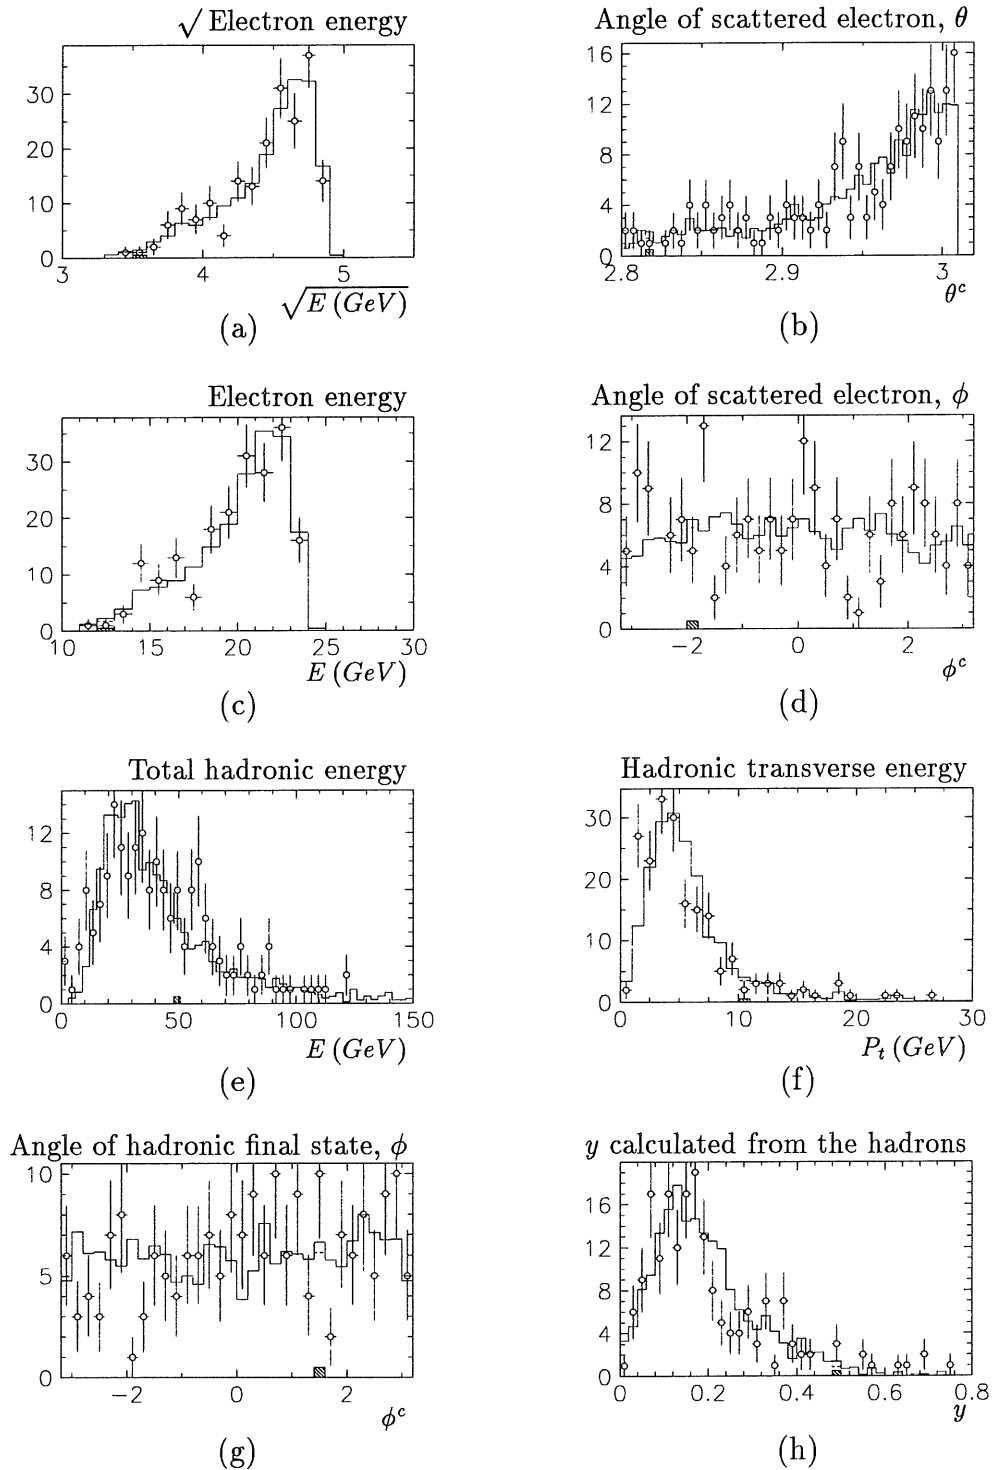 √ Electron energy
30
20
10
0
3 4 5
√E (GeV)
(a)
Angle of scattered electron, θ
16
12
8
4
0
2.8 2.9 3
θᶜ
(b)
Electron energy
30
20
10
0
10 15 20 25 30
E (GeV)
(c)
Angle of scattered electron, ϕ
12
8
4
0
−2 0 2
ϕᶜ
(d)
Total hadronic energy
12
8
4
0
0 50 100 150
E (GeV)
(e)
Hadronic transverse energy
30
20
10
0
0 10 20 30
Pₜ (GeV)
(f)
Angle of hadronic final state, ϕ
10
5
0
−2 0 2
ϕᶜ
(g)
y calculated from the hadrons
16
12
8
4
0
0 0.2 0.4 0.6 0.8
y
(h)